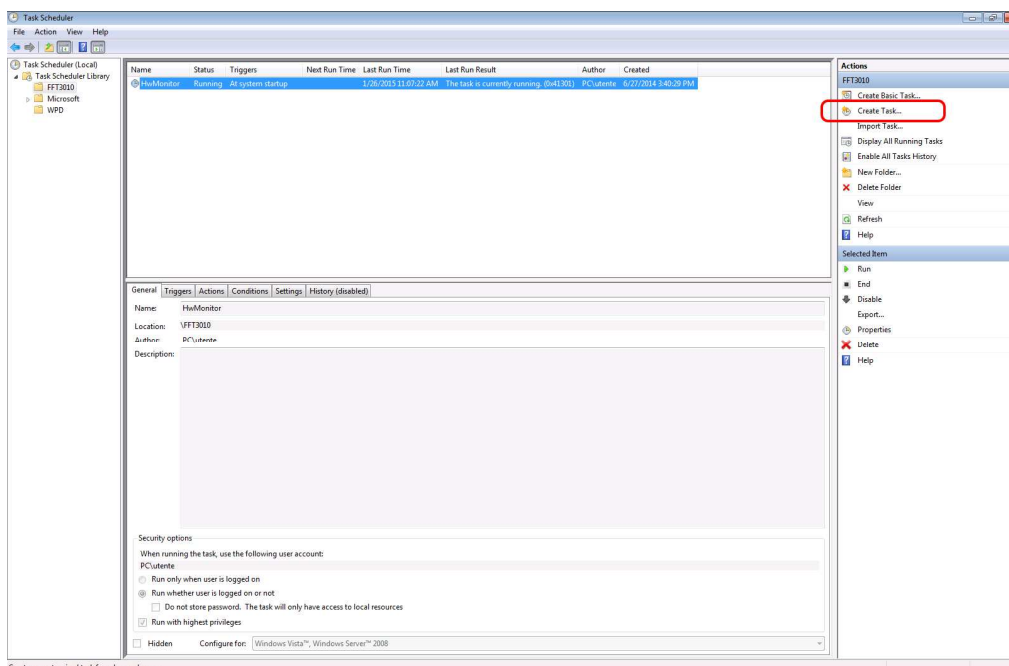 Task Scheduler
File Action View Help
Task Scheduler (Local)
Task Scheduler Library
FFT3010
Microsoft
WPD
Name Status Triggers Next Run Time Last Run Time Last Run Result Author Created
HwMonitor Running At system startup 1/26/2015 11:07:22 AM The task is currently running. (0x41301) PC\utente 6/27/2014 3:40:29 PM
General Triggers Actions Conditions Settings History (disabled)
Name: HwMonitor
Location: \FFT3010
Author: PC\utente
Description:
Security options
When running the task, use the following user account:
PC\utente
Run only when user is logged on
Run whether user is logged on or not
Do not store password. The task will only have access to local resources
Run with highest privileges
Hidden Configure for: Windows Vista™, Windows Server™ 2008
Actions
FFT3010
Create Basic Task...
Create Task...
Import Task...
Display All Running Tasks
Enable All Tasks History
New Folder...
Delete Folder
View
Refresh
Help
Selected Item
Run
End
Disable
Export...
Properties
Delete
Help